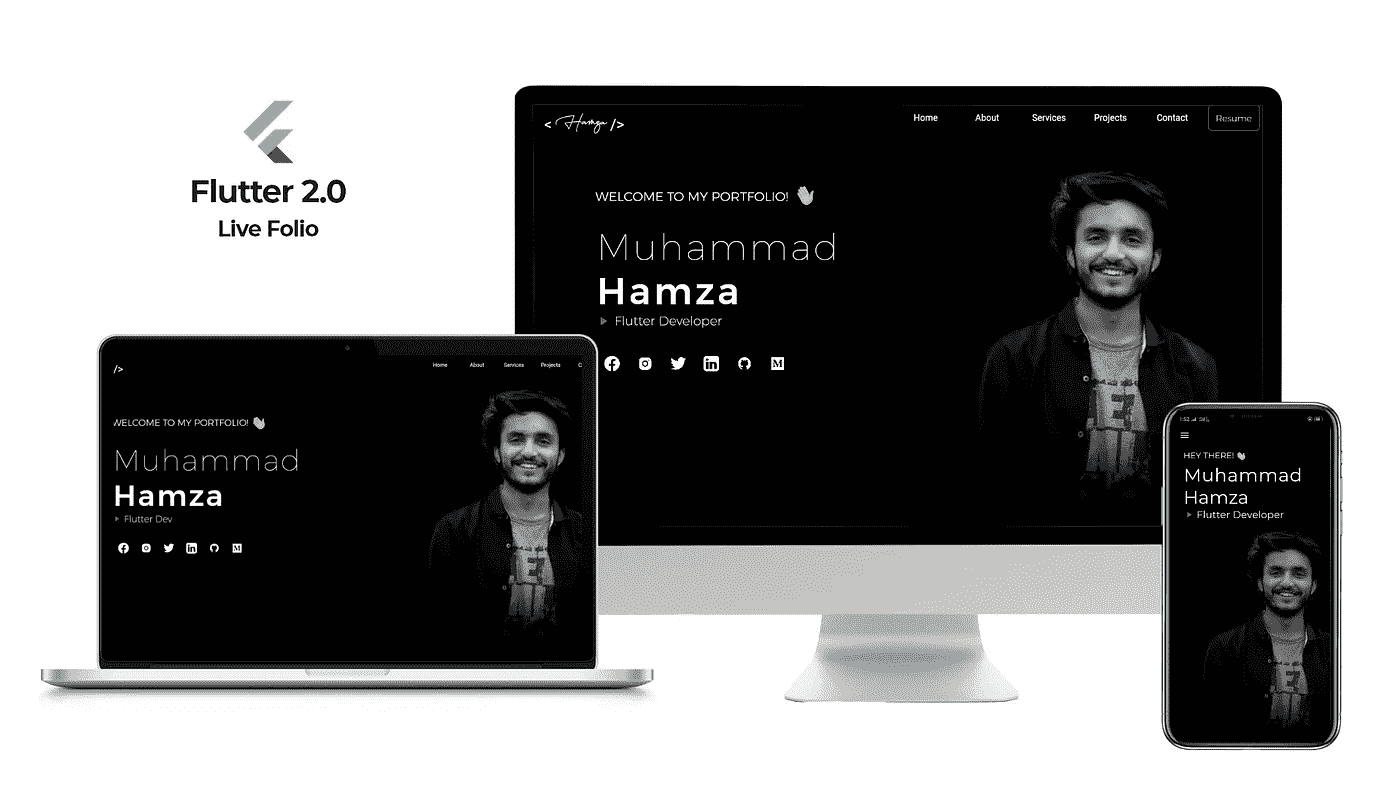 Flutter 2.0
Live Folio
< Hamza />
Home About Services Projects Contact Resume
WELCOME TO MY PORTFOLIO! 👋
Muhammad
Hamza
Flutter Developer
/>
Home About Services Projects C
WELCOME TO MY PORTFOLIO! 👋
Muhammad
Hamza
Flutter Dev
1:52
HEY THERE! 👋
Muhammad
Hamza
Flutter Developer